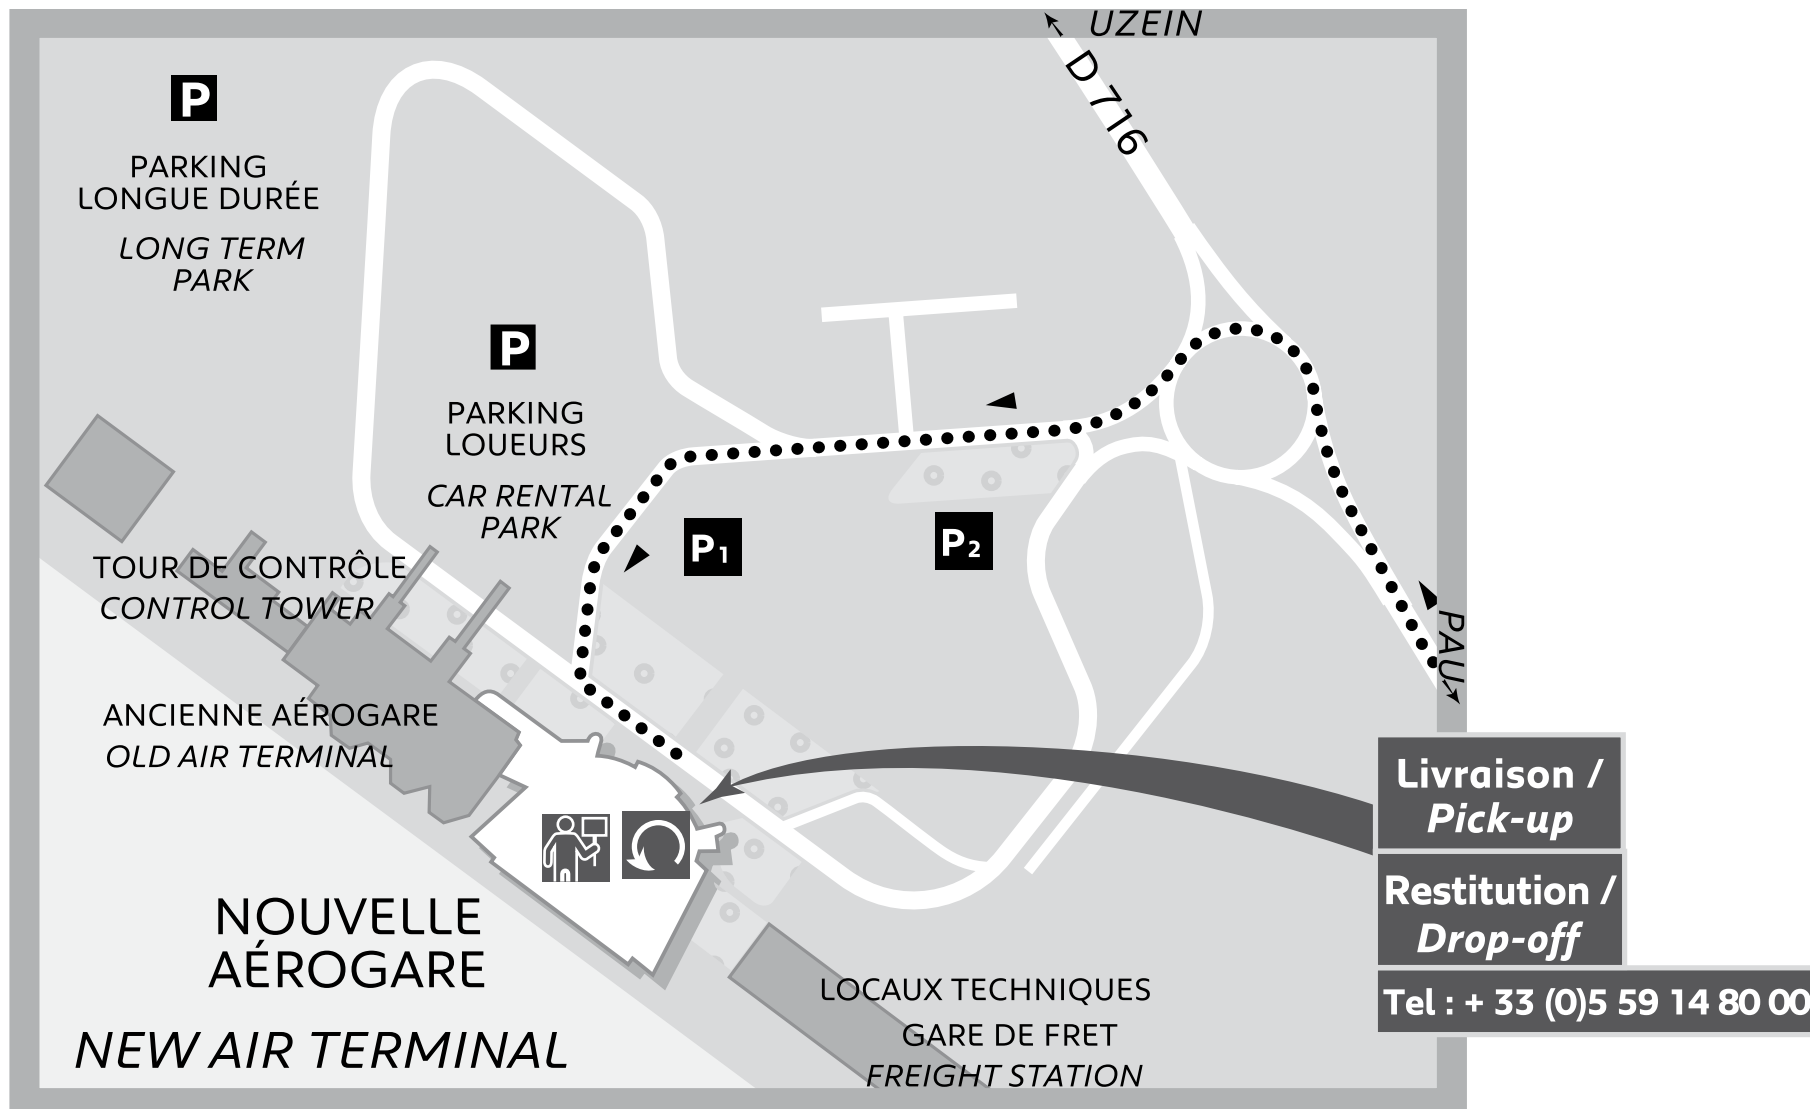 UZEIN
D 716
P
PARKING
LONGUE DURÉE
LONG TERM
PARK
P
PARKING
LOUEURS
CAR RENTAL
PARK
P1
P2
TOUR DE CONTRÔLE
CONTROL TOWER
PAU
ANCIENNE AÉROGARE
OLD AIR TERMINAL
Livraison /
Pick-up
Restitution /
Drop-off
Tel : + 33 (0)5 59 14 80 00
NOUVELLE
AÉROGARE
NEW AIR TERMINAL
LOCAUX TECHNIQUES
GARE DE FRET
FREIGHT STATION